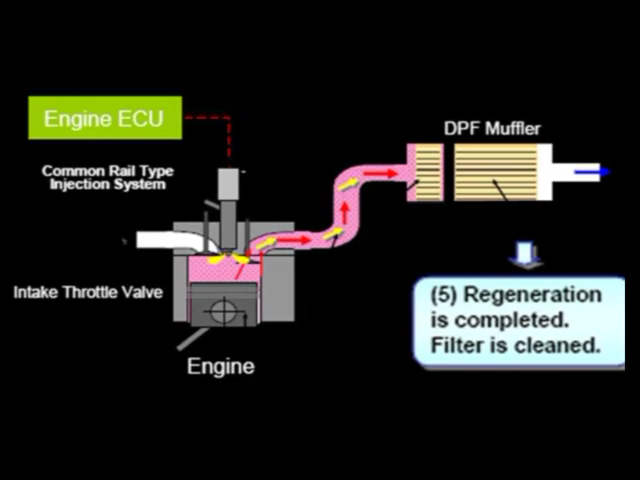 Engine ECU
DPF Muffler
Common Rail Type
Injection System
Intake Throttle Valve
(5) Regeneration
is completed.
Filter is cleaned.
Engine